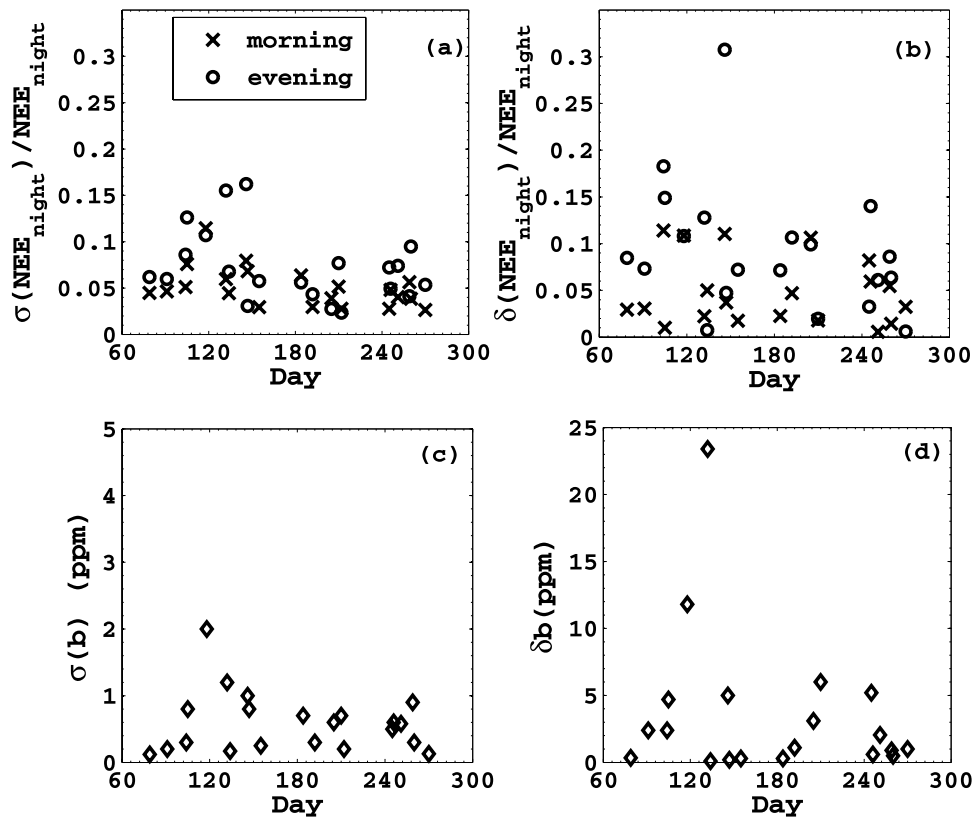 morning
evening
(a)
σ(NEE_night)/NEE_night
0.3
0.25
0.2
0.15
0.1
0.05
0
60 120 180 240 300
Day
(b)
δ(NEE_night)/NEE_night
0.3
0.25
0.2
0.15
0.1
0.05
0
60 120 180 240 300
Day
(c)
σ(b) (ppm)
5
4
3
2
1
0
60 120 180 240 300
Day
(d)
δb(ppm)
25
20
15
10
5
0
60 120 180 240 300
Day